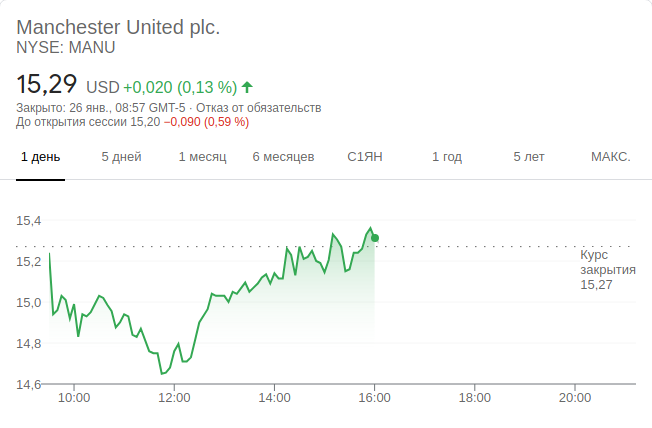 Manchester United plc.
NYSE: MANU
15,29 USD +0,020 (0,13 %)
Закрыто: 26 янв., 08:57 GMT-5 · Отказ от обязательств
До открытия сессии 15,20 −0,090 (0,59 %)
1 день 5 дней 1 месяц 6 месяцев С1ЯН 1 год 5 лет МАКС.
15,4
15,2
15,0
14,8
14,6
Курс
закрытия
15,27
10:00 12:00 14:00 16:00 18:00 20:00